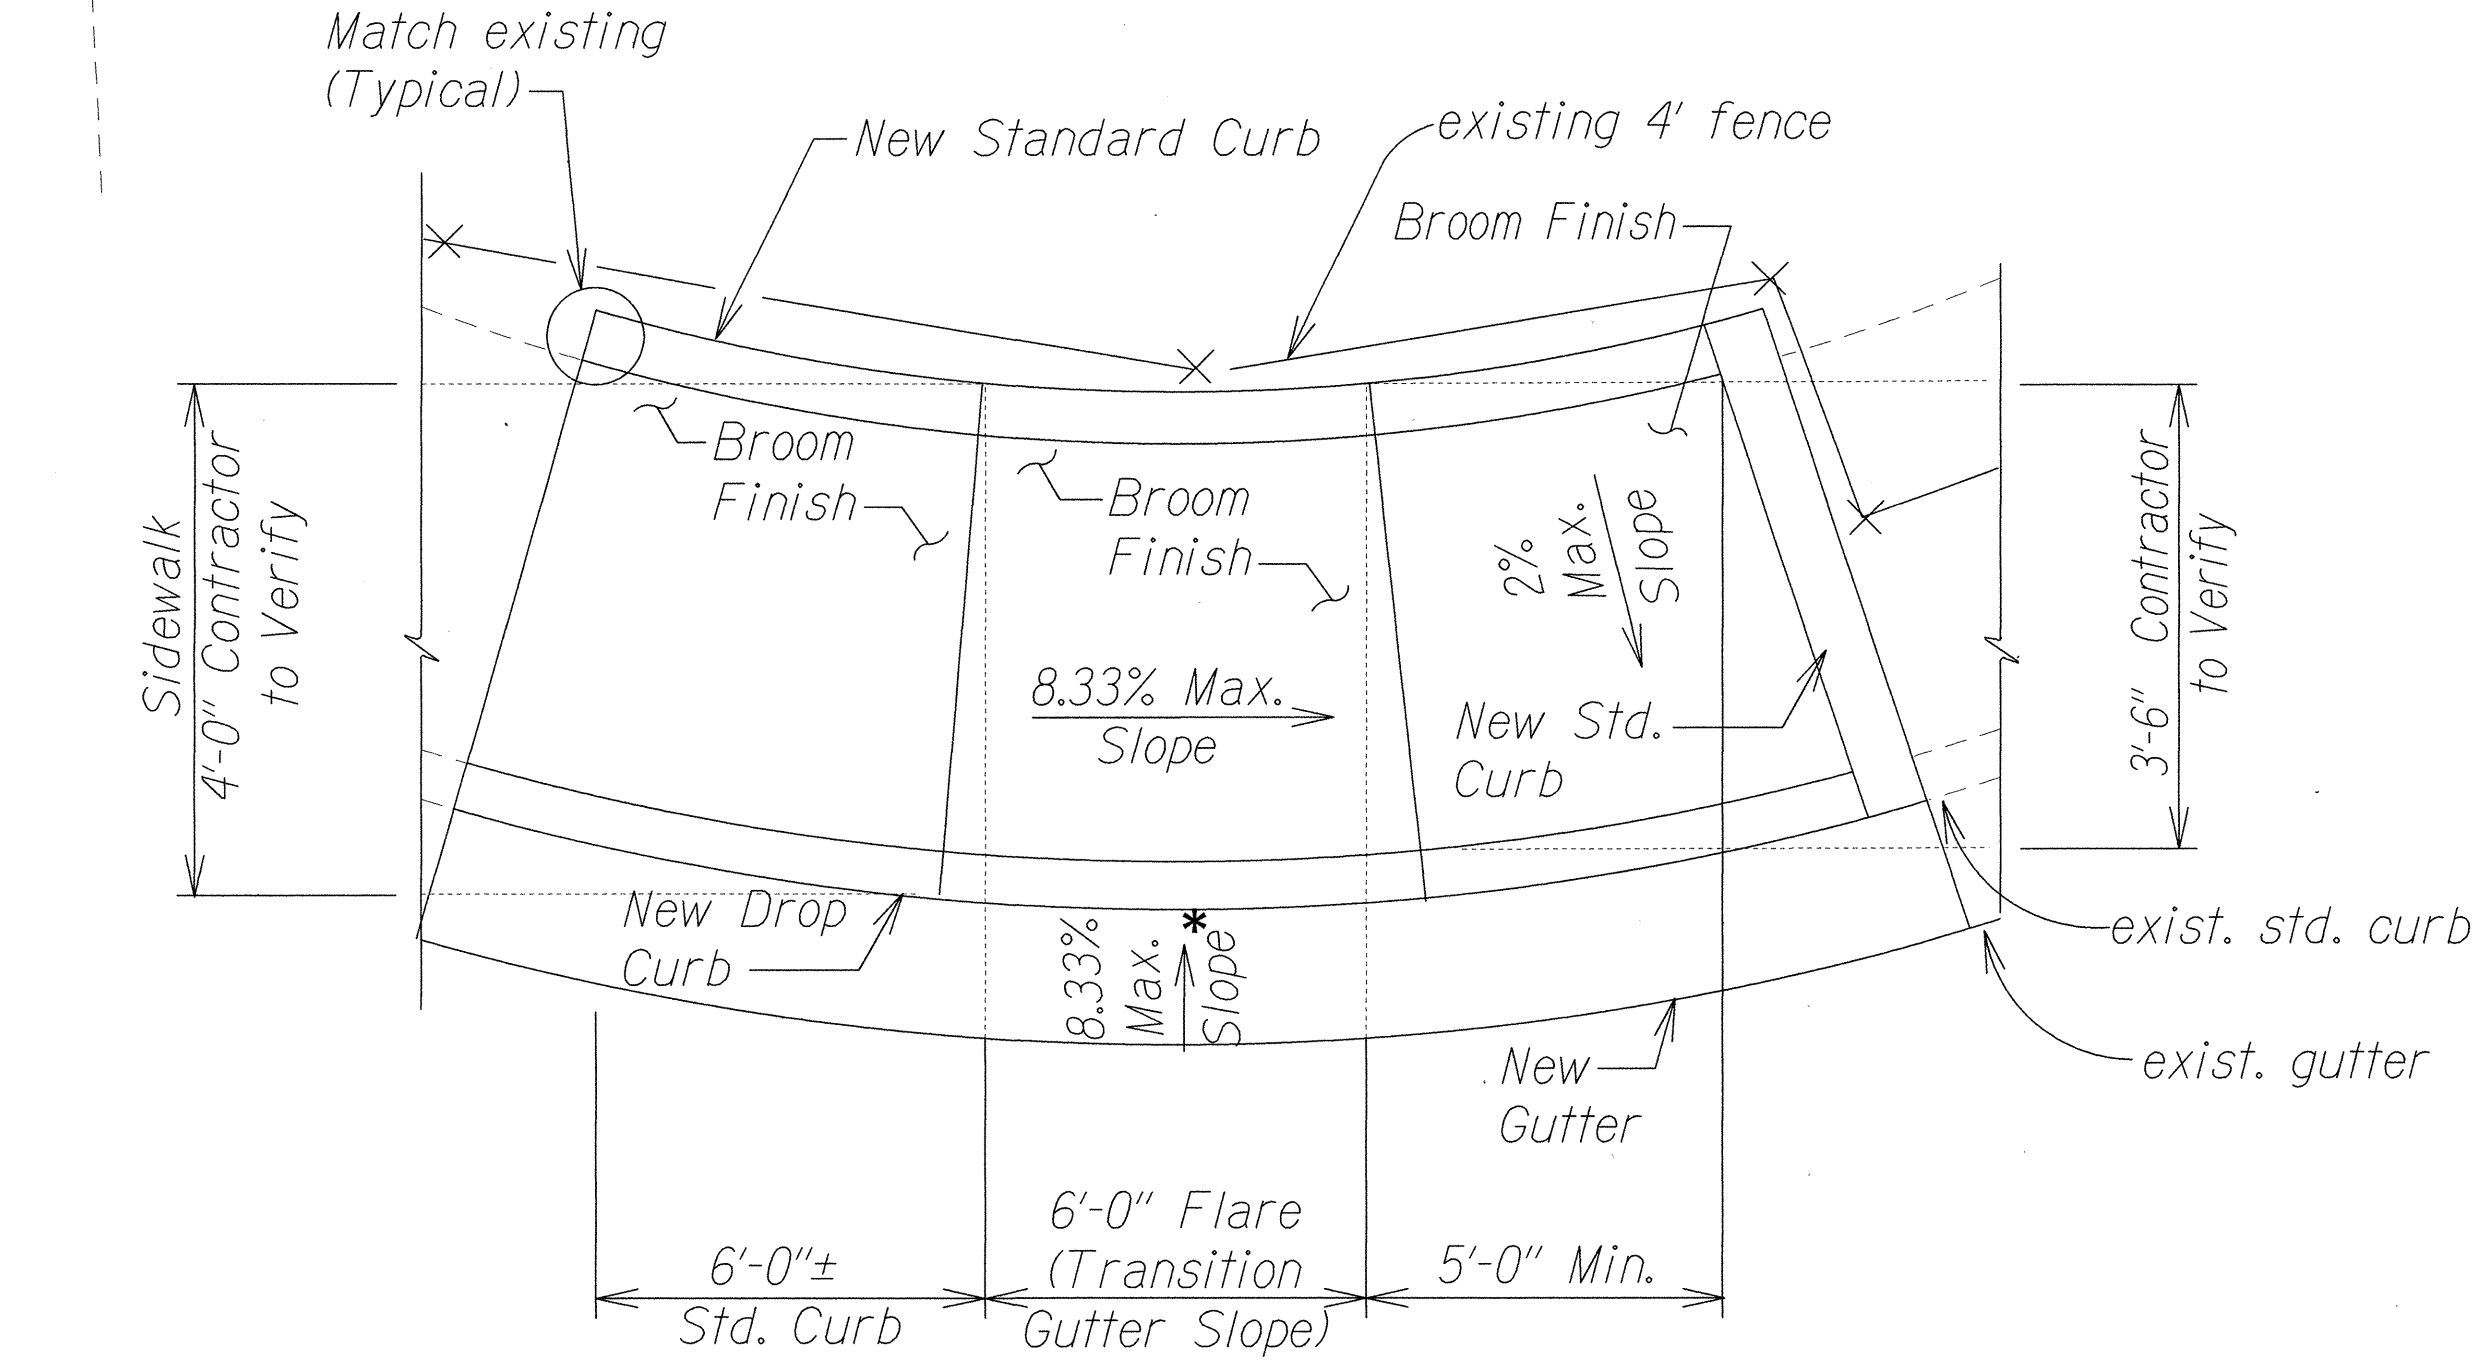 Match existing
(Typical)
New Standard Curb
existing 4' fence
Broom Finish
Broom
Finish
Broom
Finish
2%
Max.
Slope
Sidewalk
4'-0" Contractor
to Verify
3'-6" Contractor
to Verify
8.33% Max.
Slope
New Std.
Curb
New Drop
Curb
8.33%
Max.
*
Slope
exist. std. curb
exist. gutter
New
Gutter
6'-0"±
Std. Curb
6'-0" Flare
(Transition
Gutter Slope)
5'-0" Min.